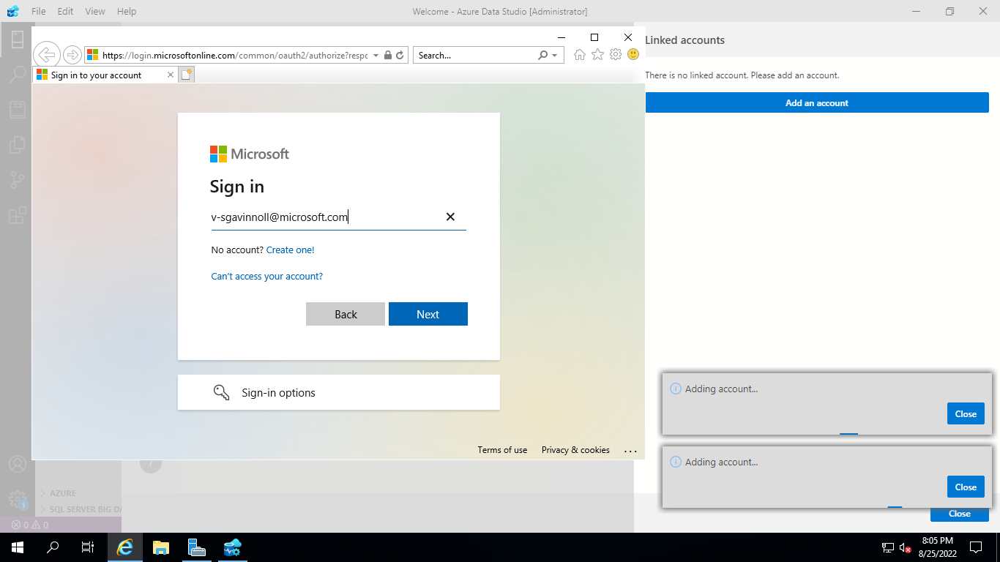 File Edit View Help
Welcome - Azure Data Studio [Administrator]
https://login.microsoftonline.com/common/oauth2/authorize?respc
Search...
Sign in to your account
Linked accounts
There is no linked account. Please add an account.
Add an account
Microsoft
Sign in
v-sgavinnoll@microsoft.com
No account? Create one!
Can't access your account?
Back
Next
Sign-in options
Terms of use
Privacy & cookies
...
Adding account...
Close
Adding account...
Close
Close
7
AZURE
SQL SERVER BIG DA
1
0 0
8:05 PM
8/25/2022